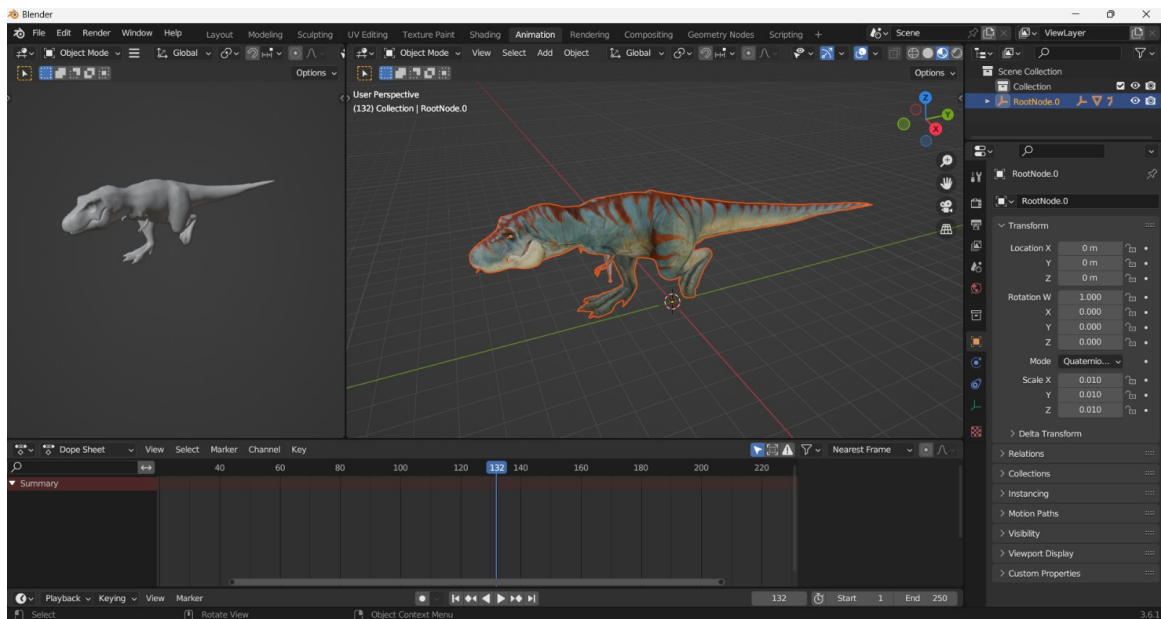 Blender
File Edit Render Window Help Layout Modeling Sculpting UV Editing Texture Paint Shading Animation Rendering Compositing Geometry Nodes Scripting + Scene ViewLayer
Object Mode Global
Object Mode View Select Add Object Global
Options
Options
User Perspective
(132) Collection | RootNode.0
Z
Y
X
Scene Collection
Collection
RootNode.0
RootNode.0
RootNode.0
Transform
Location X 0 m
Y 0 m
Z 0 m
Rotation W 1.000
X 0.000
Y 0.000
Z 0.000
Mode Quaternio...
Scale X 0.010
Y 0.010
Z 0.010
Delta Transform
Relations
Collections
Instancing
Motion Paths
Visibility
Viewport Display
Custom Properties
Dope Sheet View Select Marker Channel Key Nearest Frame
40 60 80 100 120 132 140 160 180 200 220
Summary
Playback Keying View Marker 132 Start 1 End 250
Select Rotate View Object Context Menu 3.6.1